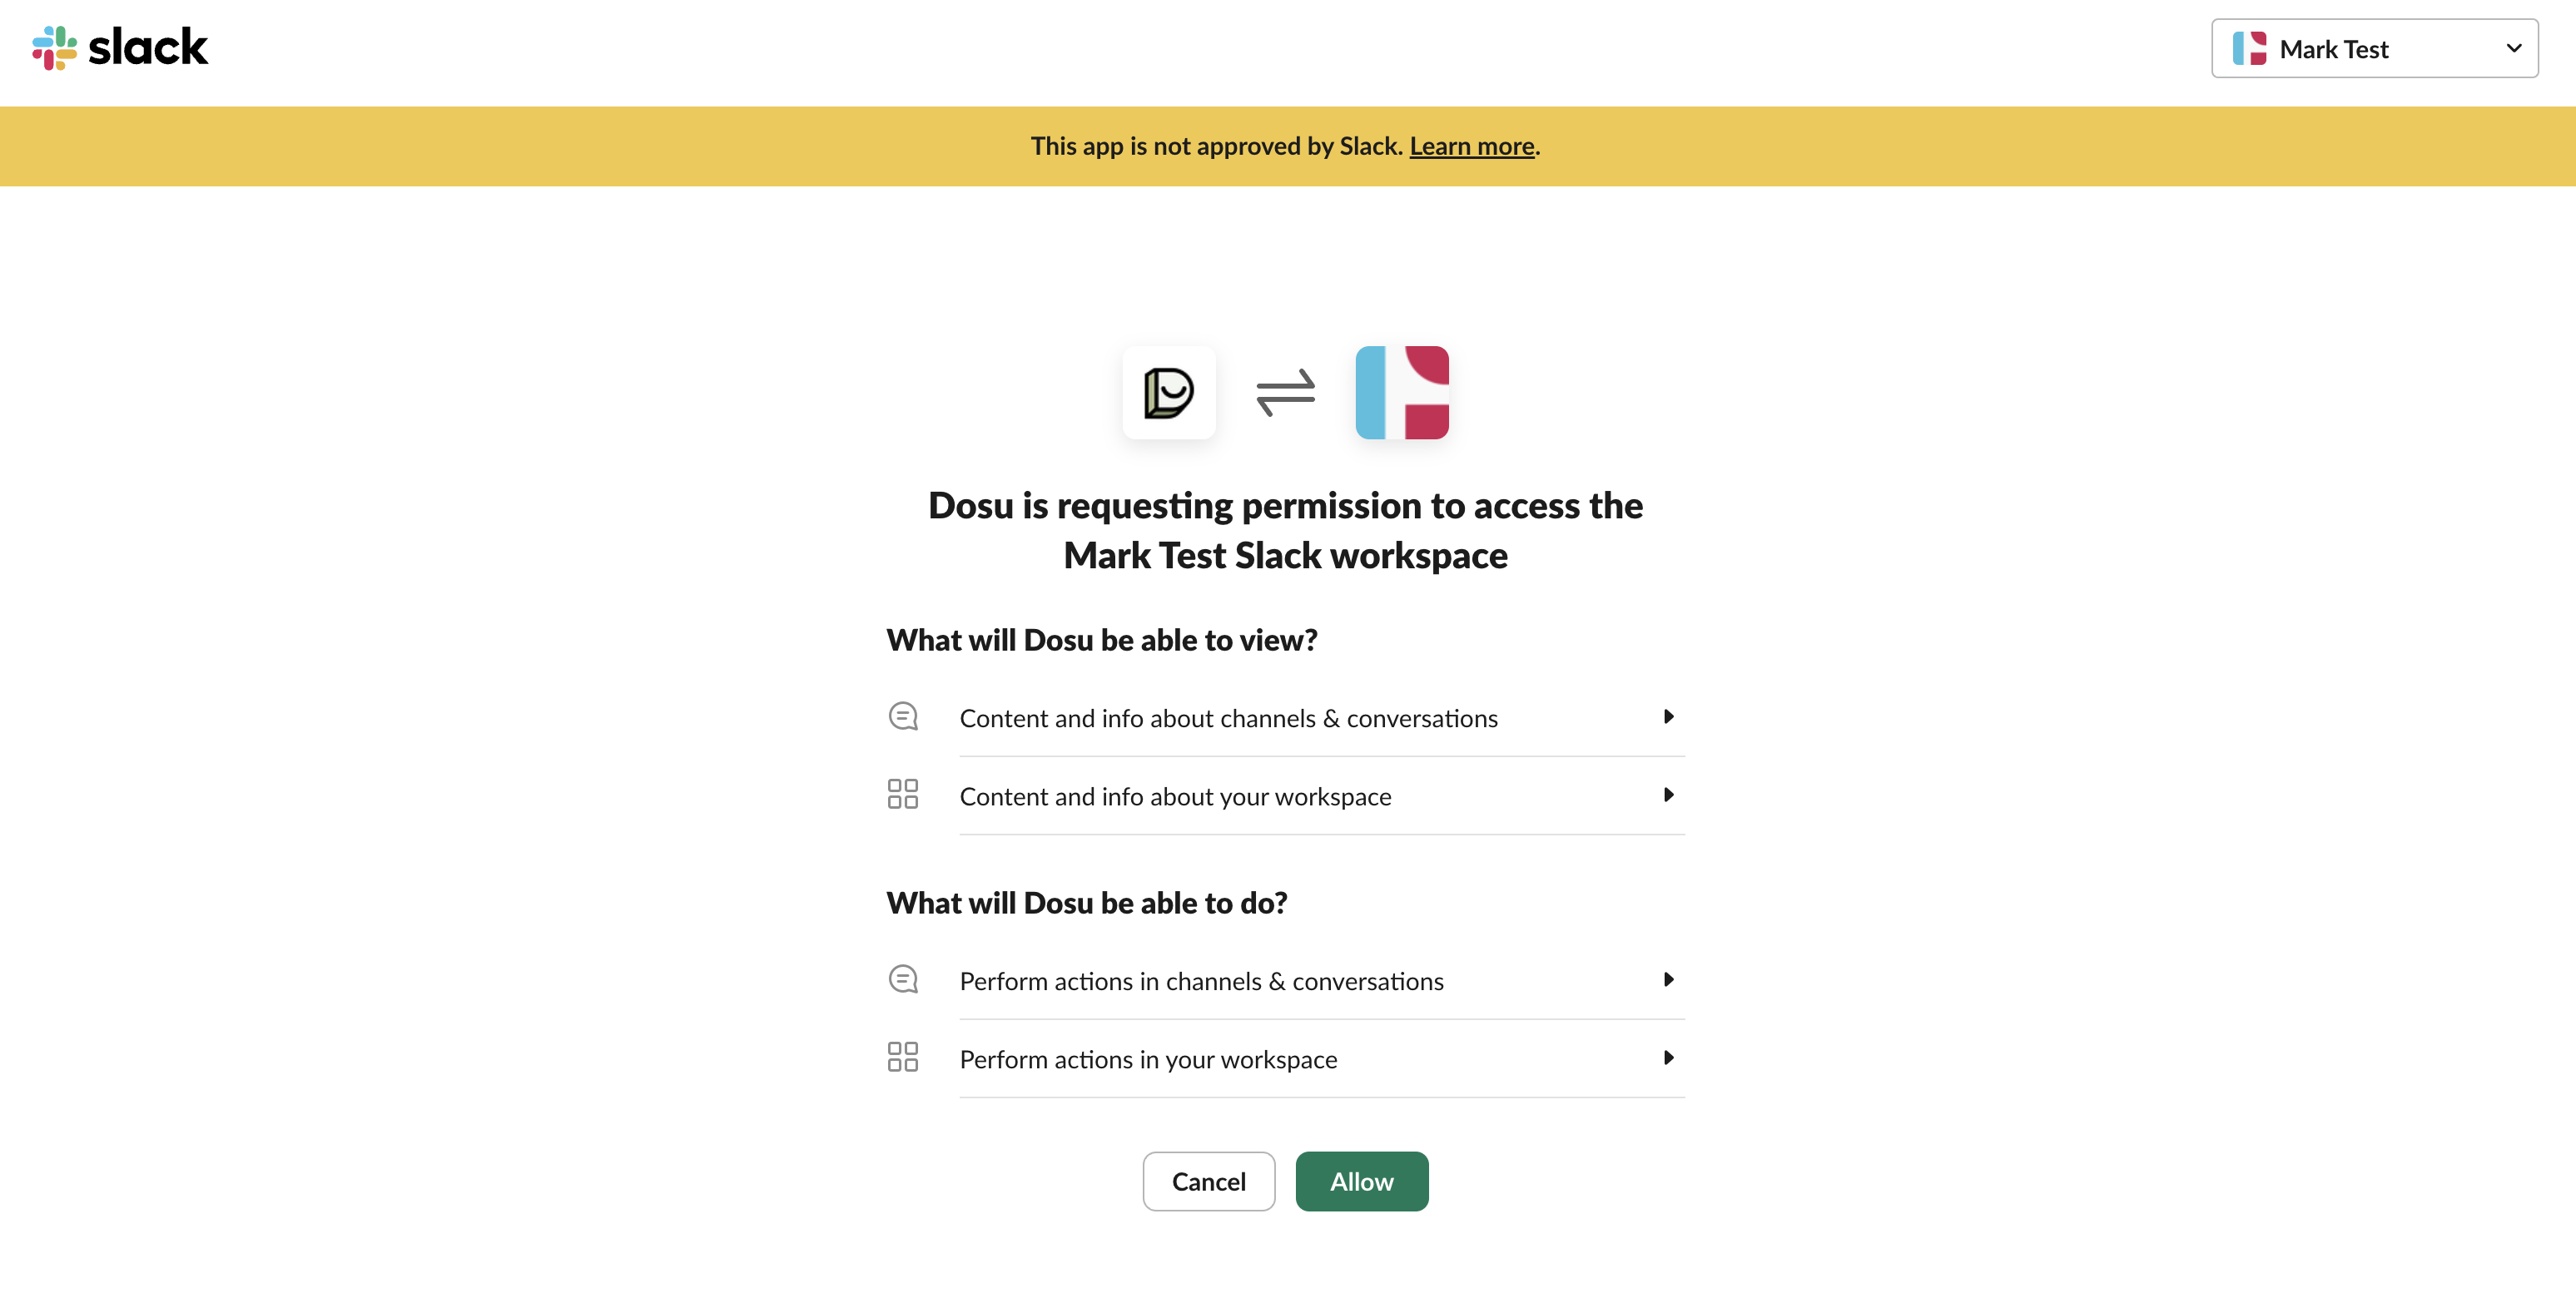 slack
Mark Test
This app is not approved by Slack. Learn more.
Dosu is requesting permission to access the
Mark Test Slack workspace
What will Dosu be able to view?
Content and info about channels & conversations
Content and info about your workspace
What will Dosu be able to do?
Perform actions in channels & conversations
Perform actions in your workspace
Cancel
Allow